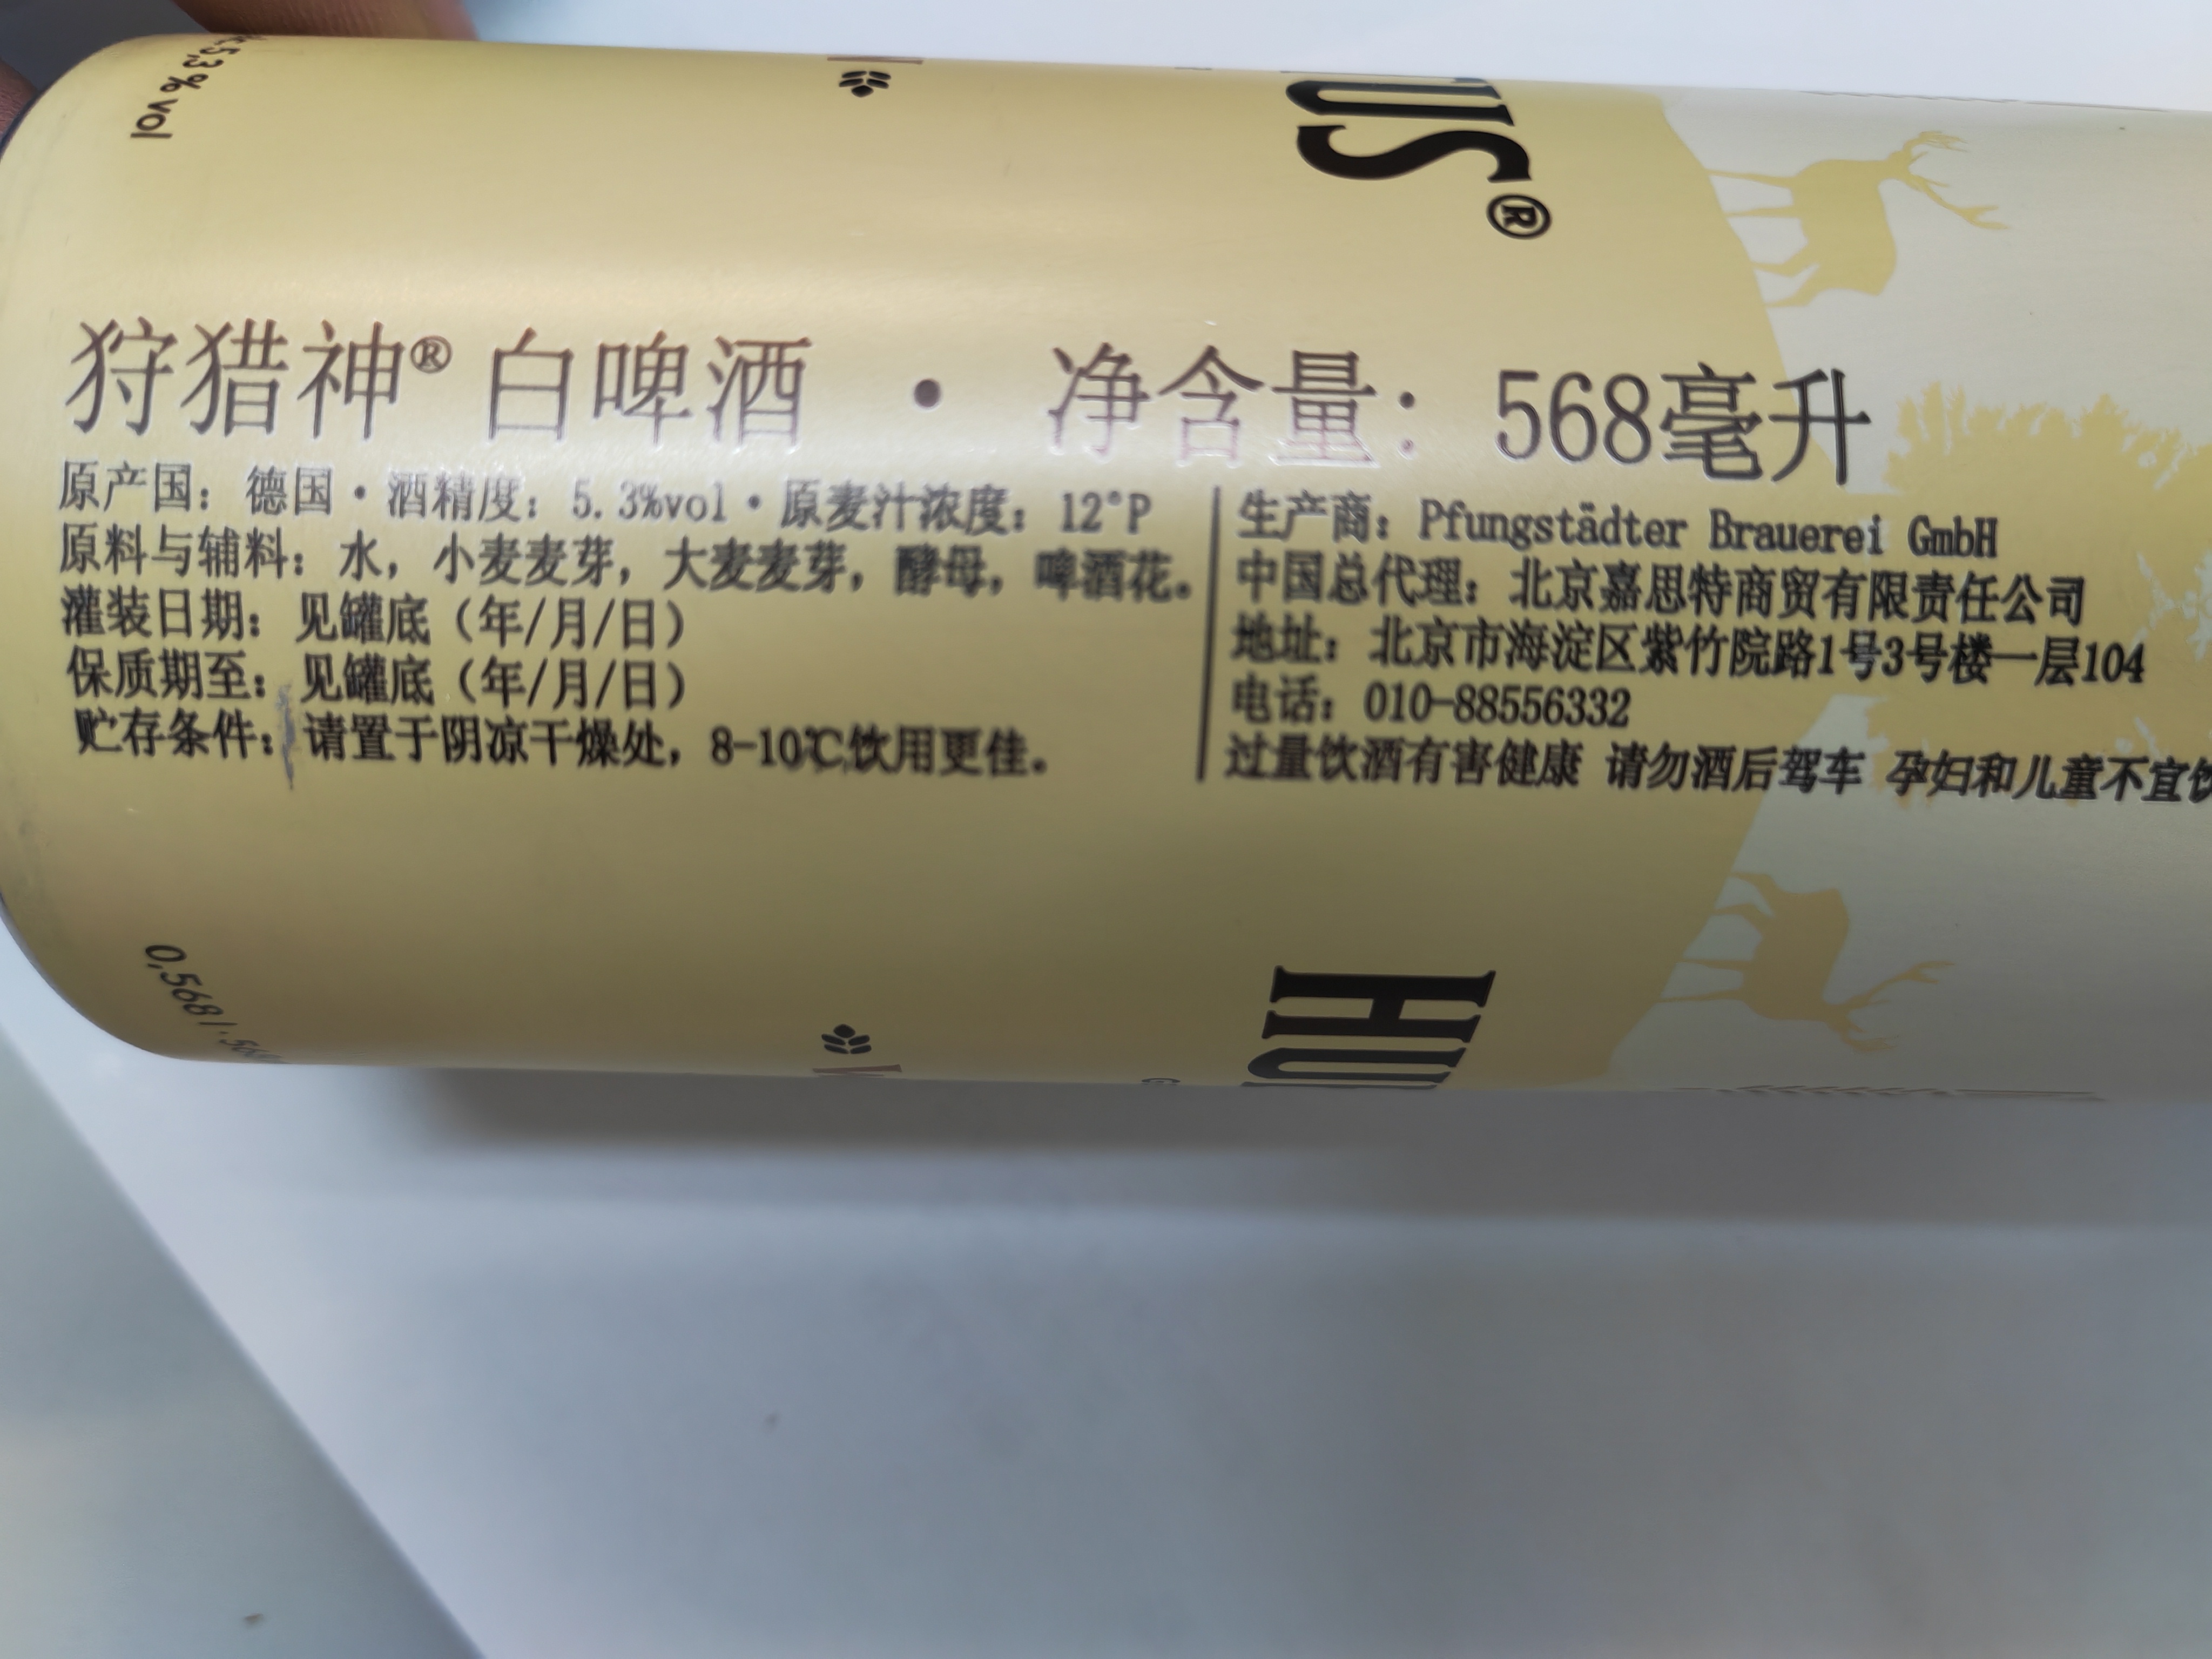 5,3 % vol
US®
狩猎神® 白啤酒 · 净含量: 568毫升
原产国: 德国·酒精度: 5.3%vol·原麦汁浓度: 12°P
原料与辅料: 水, 小麦麦芽, 大麦麦芽, 酵母, 啤酒花。
灌装日期: 见罐底 (年/月/日)
保质期至: 见罐底 (年/月/日)
贮存条件: 请置于阴凉干燥处, 8-10℃饮用更佳。
生产商: Pfungstädter Brauerei GmbH
中国总代理: 北京嘉思特商贸有限责任公司
地址: 北京市海淀区紫竹院路1号3号楼一层104
电话: 010-88556332
过量饮酒有害健康 请勿酒后驾车 孕妇和儿童不宜饮
0,568 l ·
HU